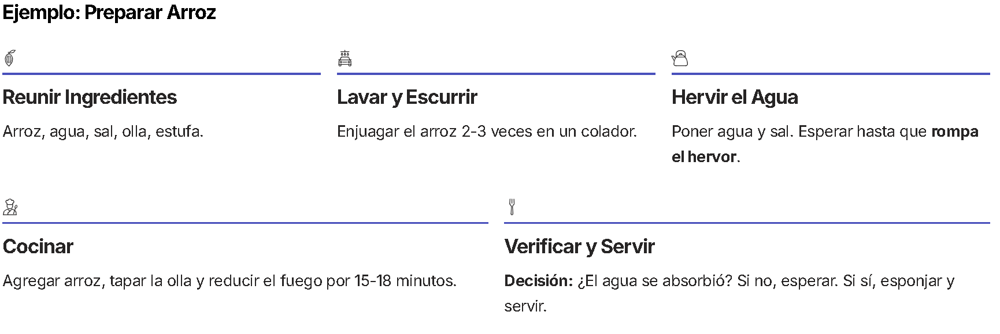 Ejemplo: Preparar Arroz
Reunir Ingredientes
Arroz, agua, sal, olla, estufa.
Lavar y Escurrir
Enjuagar el arroz 2-3 veces en un colador.
Hervir el Agua
Poner agua y sal. Esperar hasta que rompa
el hervor.
Cocinar
Agregar arroz, tapar la olla y reducir el fuego por 15-18 minutos.
Verificar y Servir
Decisión: ¿El agua se absorbió? Si no, esperar. Si sí, esponjar y
servir.